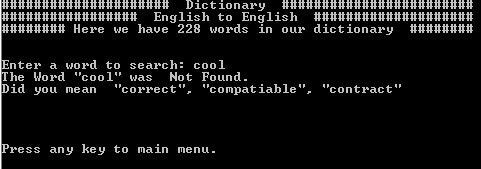 ##################### Dictionary ########################
################# English to English ####################
######## Here we have 228 words in our dictionary ########
Enter a word to search: cool
The Word "cool" was  Not Found.
Did you mean  "correct", "compatiable", "contract"
Press any key to main menu.